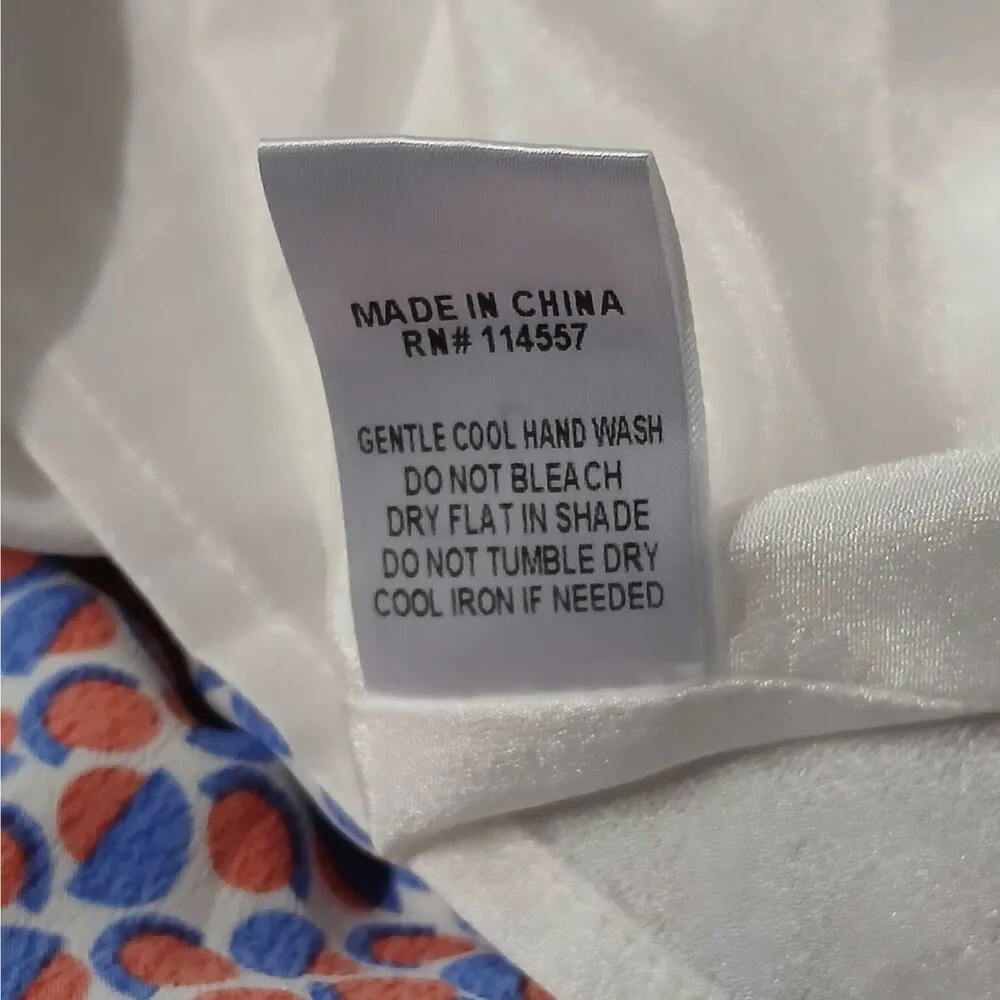 MADE IN CHINA
RN# 114557
GENTLE COOL HAND WASH
DO NOT BLEACH
DRY FLAT IN SHADE
DO NOT TUMBLE DRY
COOL IRON IF NEEDED